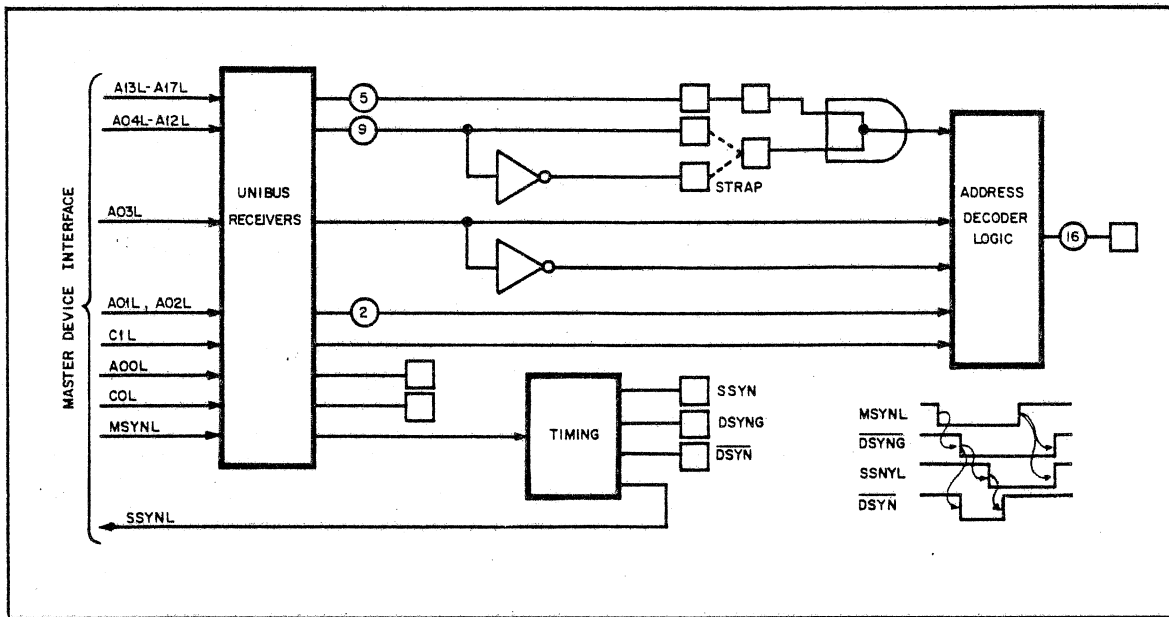 MASTER DEVICE INTERFACE
A13L-A17L
A04L-A12L
A03L
A01L, A02L
C1L
A00L
C0L
MSYNL
SSYNL
UNIBUS
RECEIVERS
5
9
2
STRAP
TIMING
SSYN
DSYNG
DSYN
ADDRESS
DECODER
LOGIC
16
MSYNL
DSYNG
SSNYL
DSYN